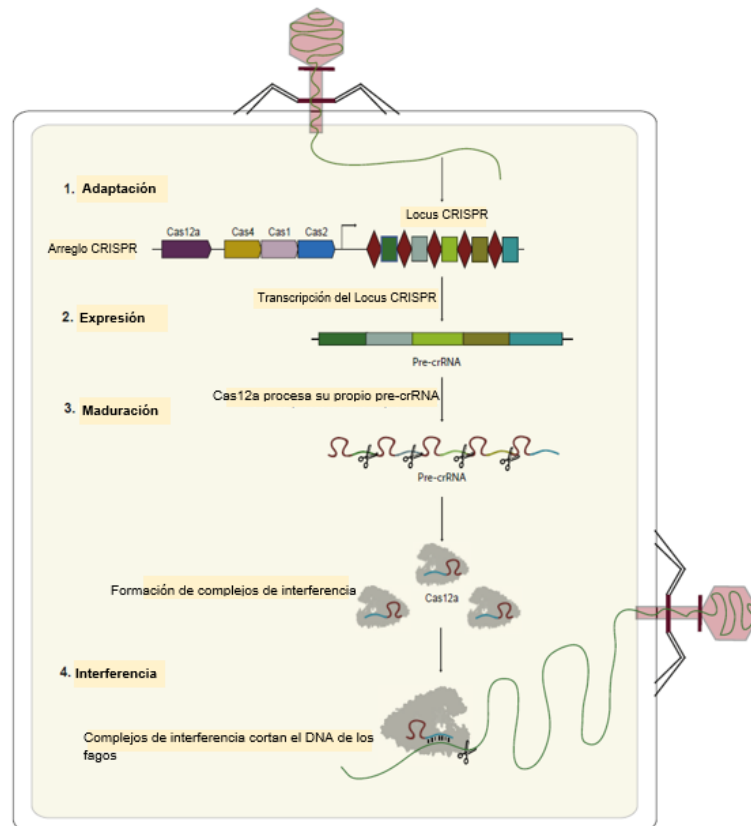 1. Adaptación
Locus CRISPR
Cas12a Cas4 Cas1 Cas2
Arreglo CRISPR
Transcripción del Locus CRISPR
2. Expresión
Pre-crRNA
Cas12a procesa su propio pre-crRNA
3. Maduración
Pre-crRNA
Formación de complejos de interferencia
Cas12a
4. Interferencia
Complejos de interferencia cortan el DNA de los
fagos